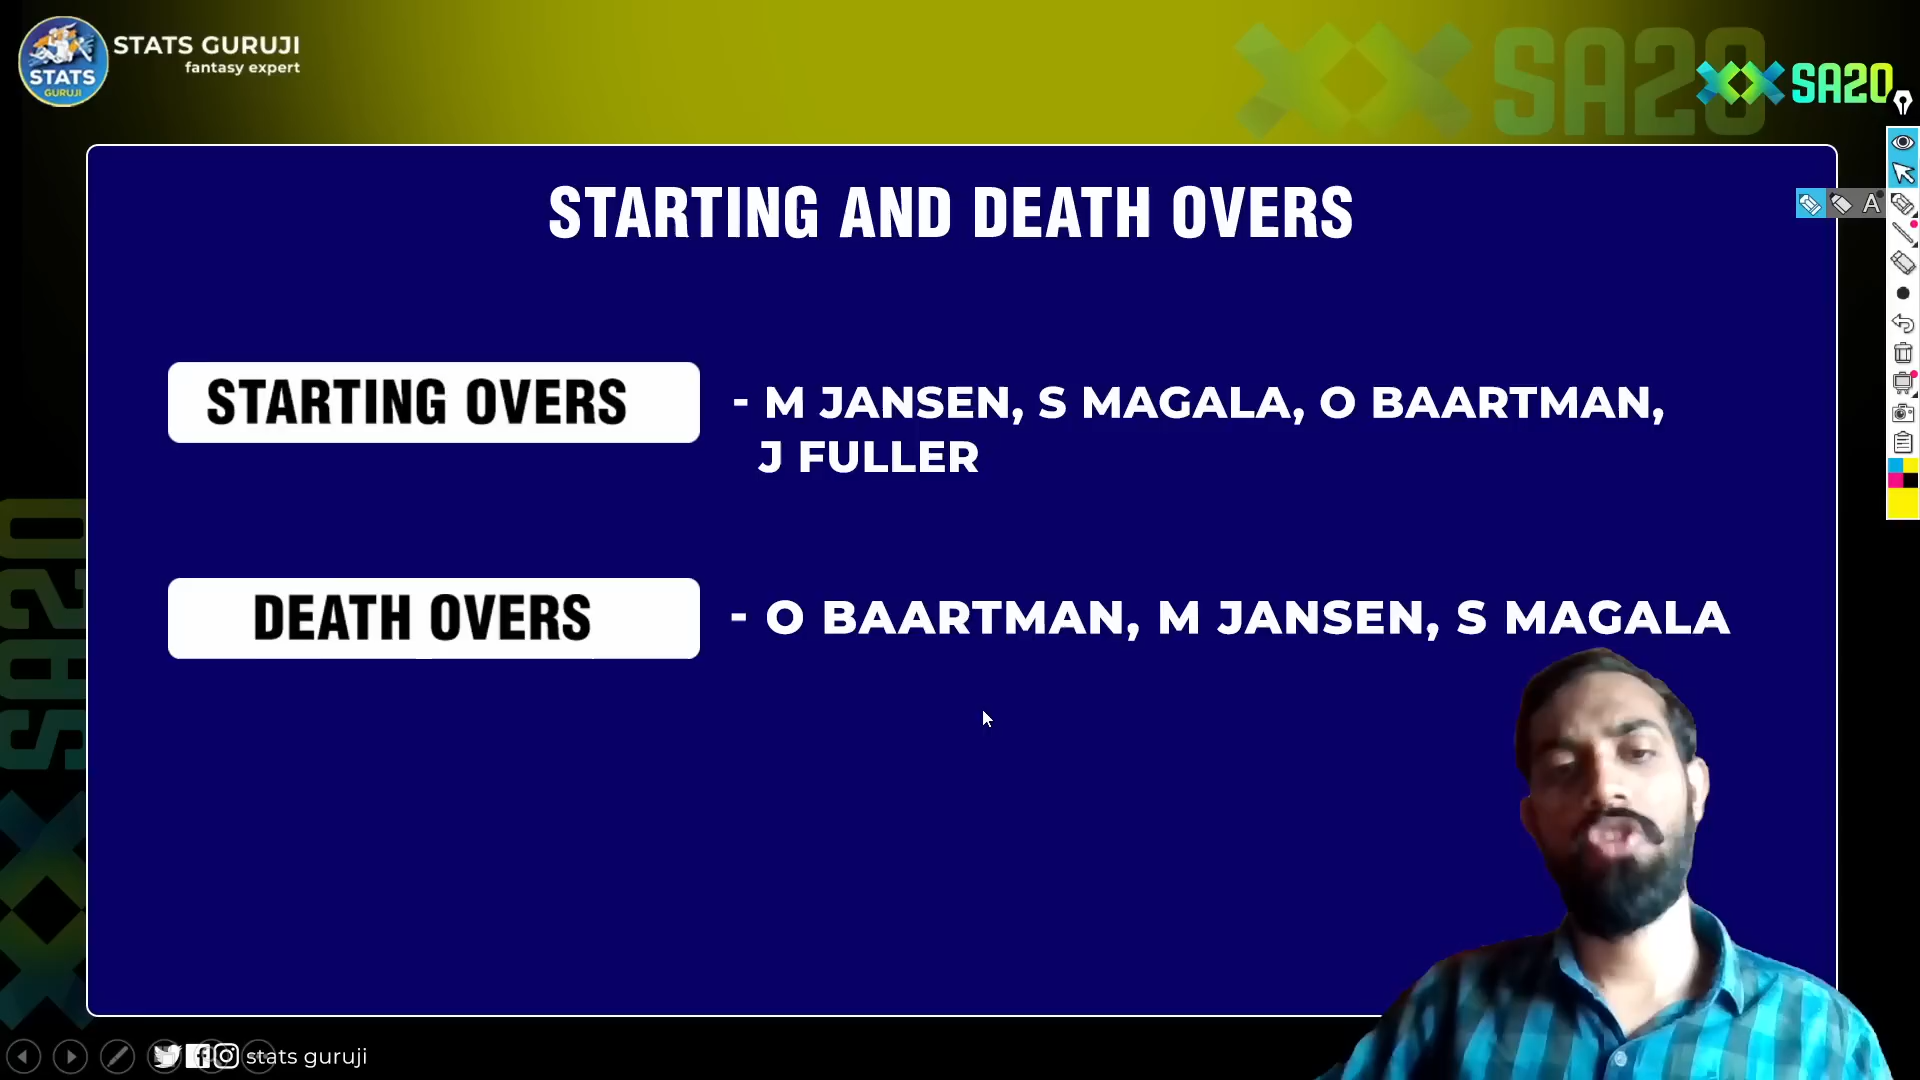 STATS GURUJI
fantasy expert
STATS
GURUJI
SA20
SA20
A
STARTING AND DEATH OVERS
STARTING OVERS
- M JANSEN, S MAGALA, O BAARTMAN,
J FULLER
DEATH OVERS
- O BAARTMAN, M JANSEN, S MAGALA
SA20
stats guruji